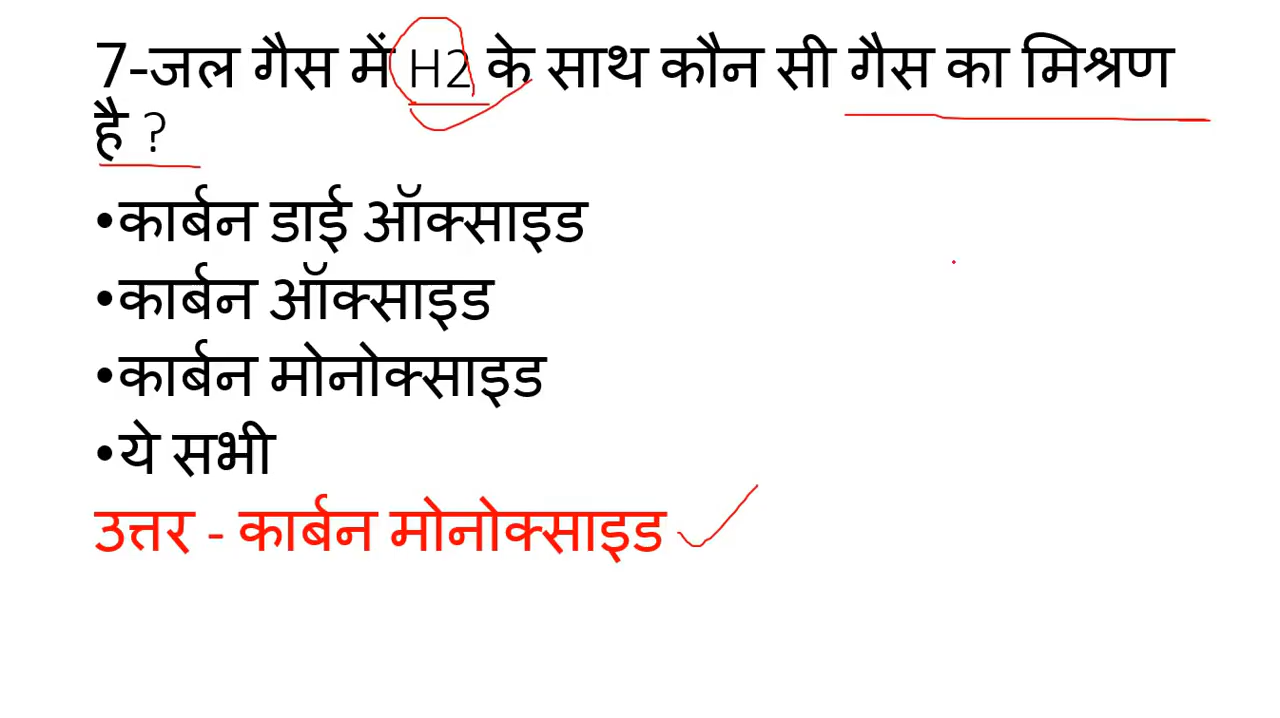 7-जल गैस में H2 के साथ कौन सी गैस का मिश्रण
है ?
•कार्बन डाई ऑक्साइड
•कार्बन ऑक्साइड
•कार्बन मोनोक्साइड
•ये सभी
उत्तर - कार्बन मोनोक्साइड